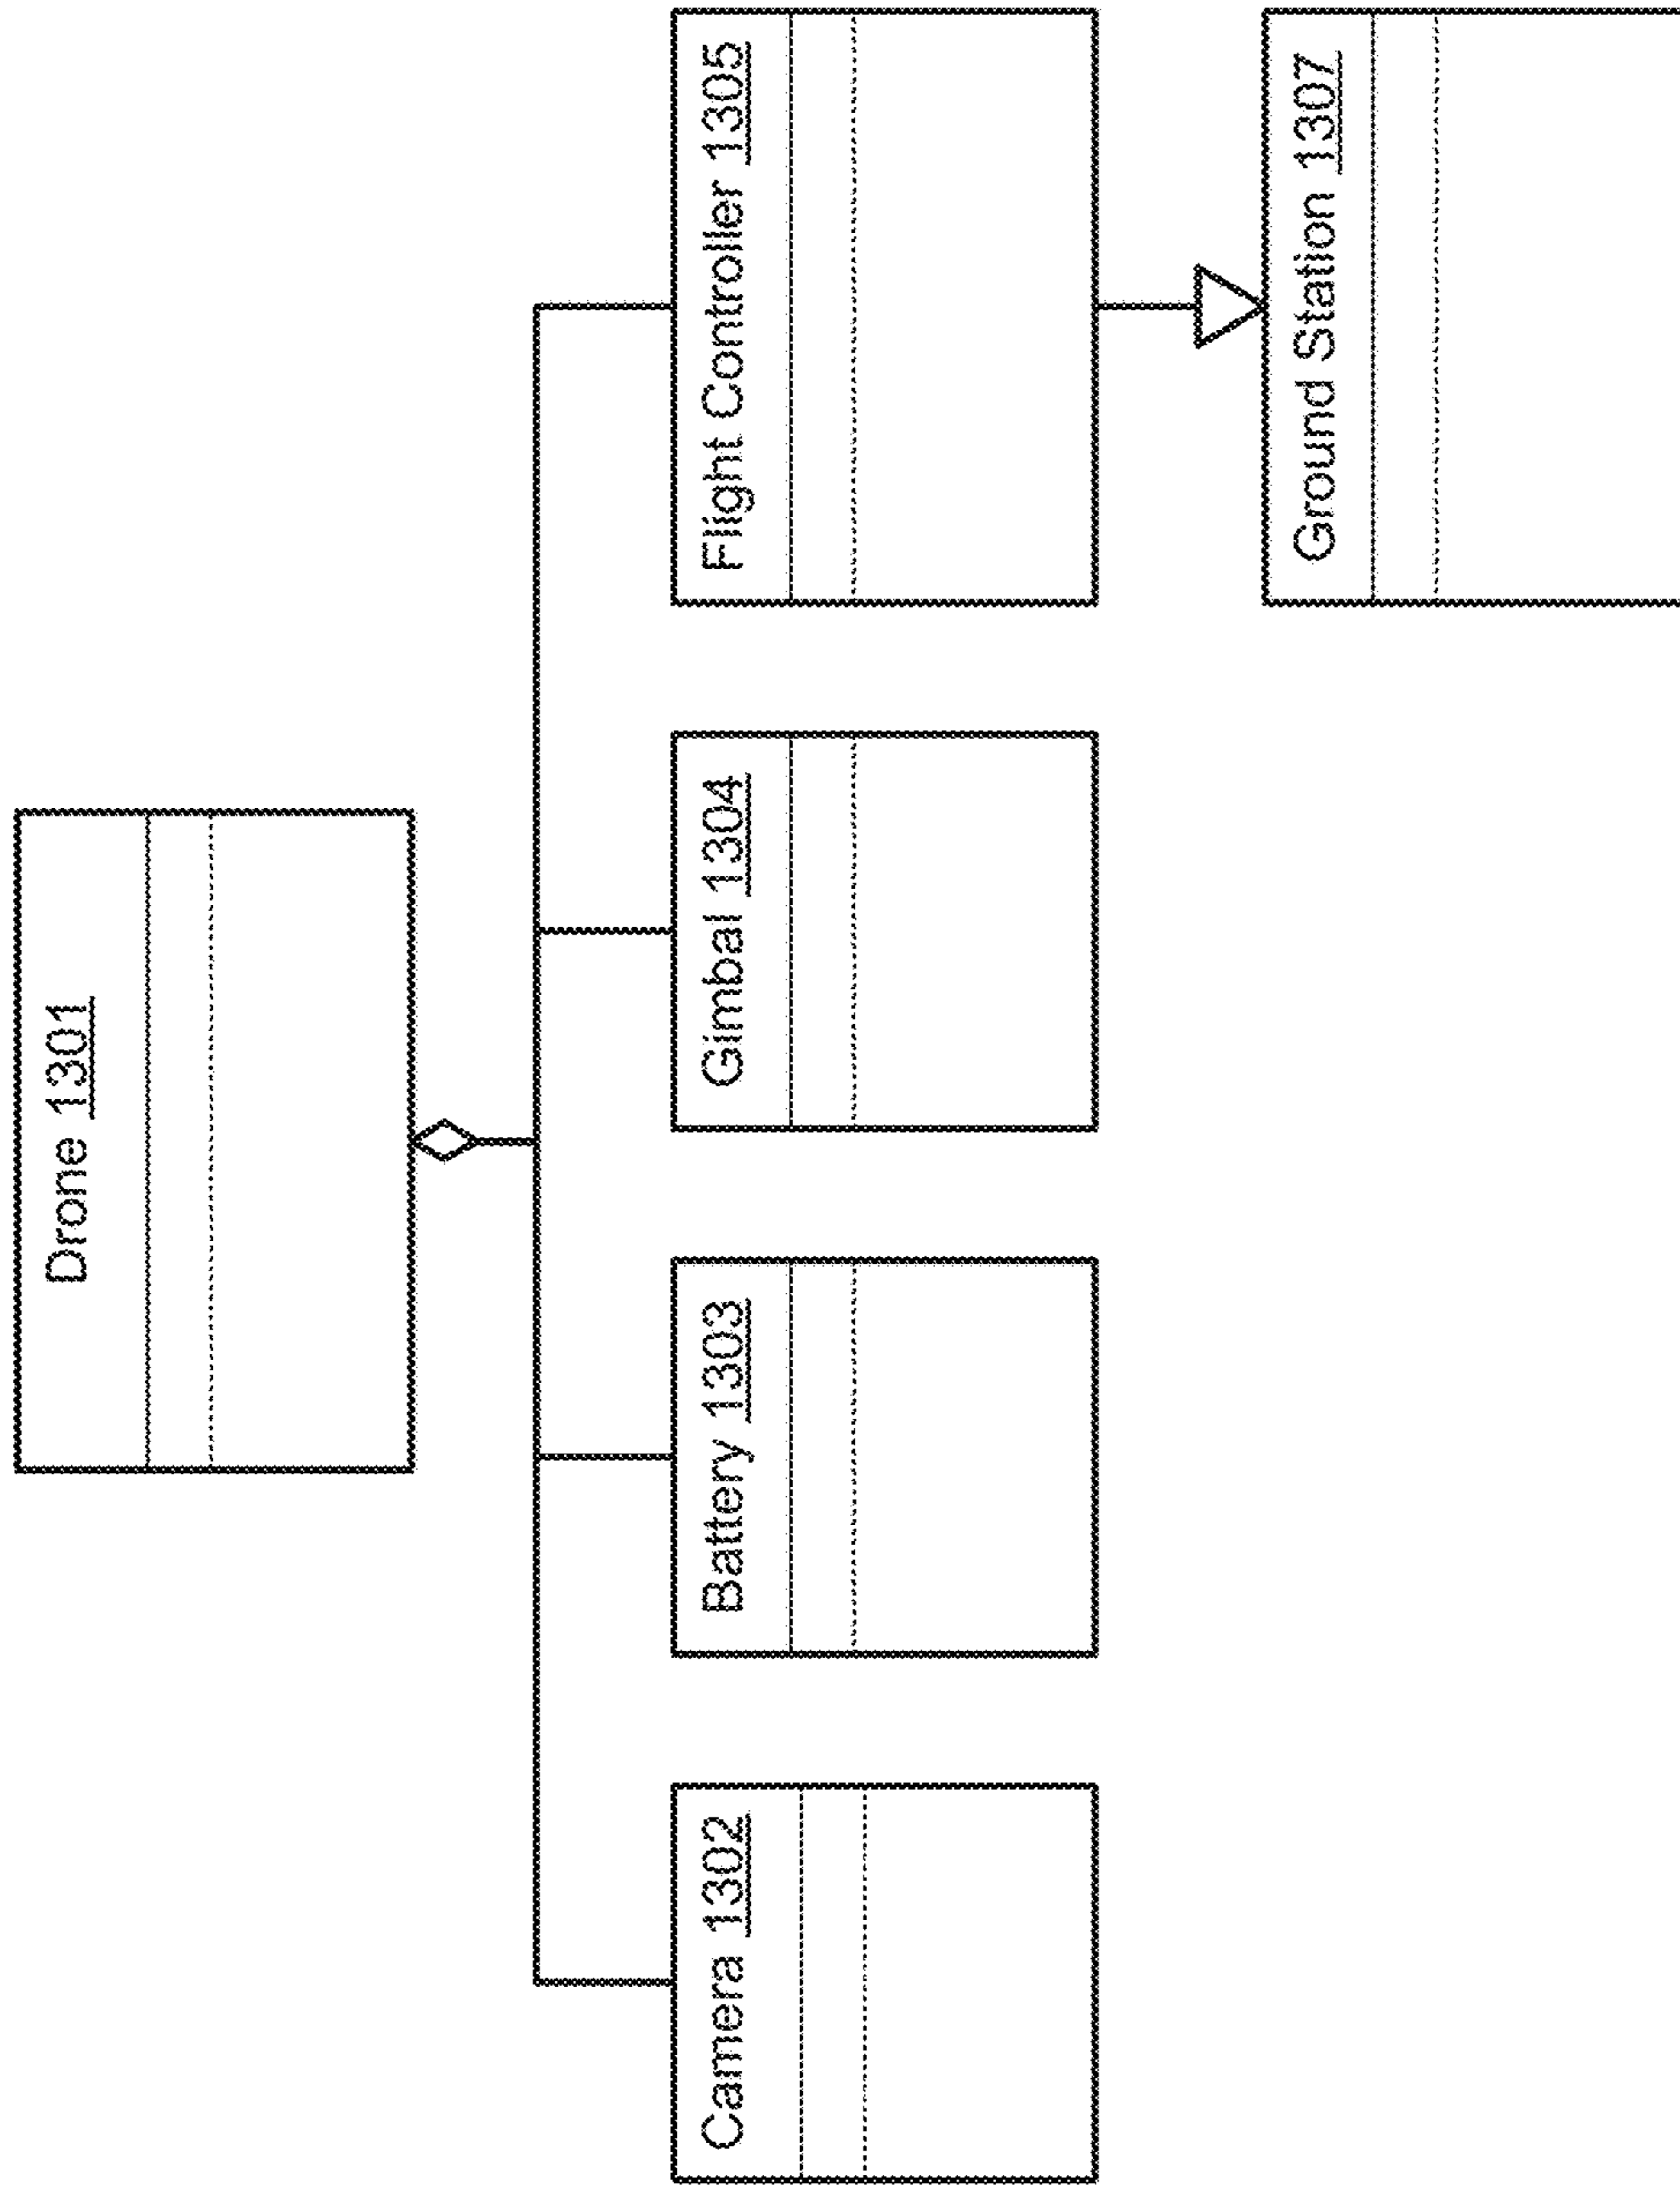 Drone 1301
Camera 1302
Battery 1303
Gimbal 1304
Flight Controller 1305
Ground Station 1307